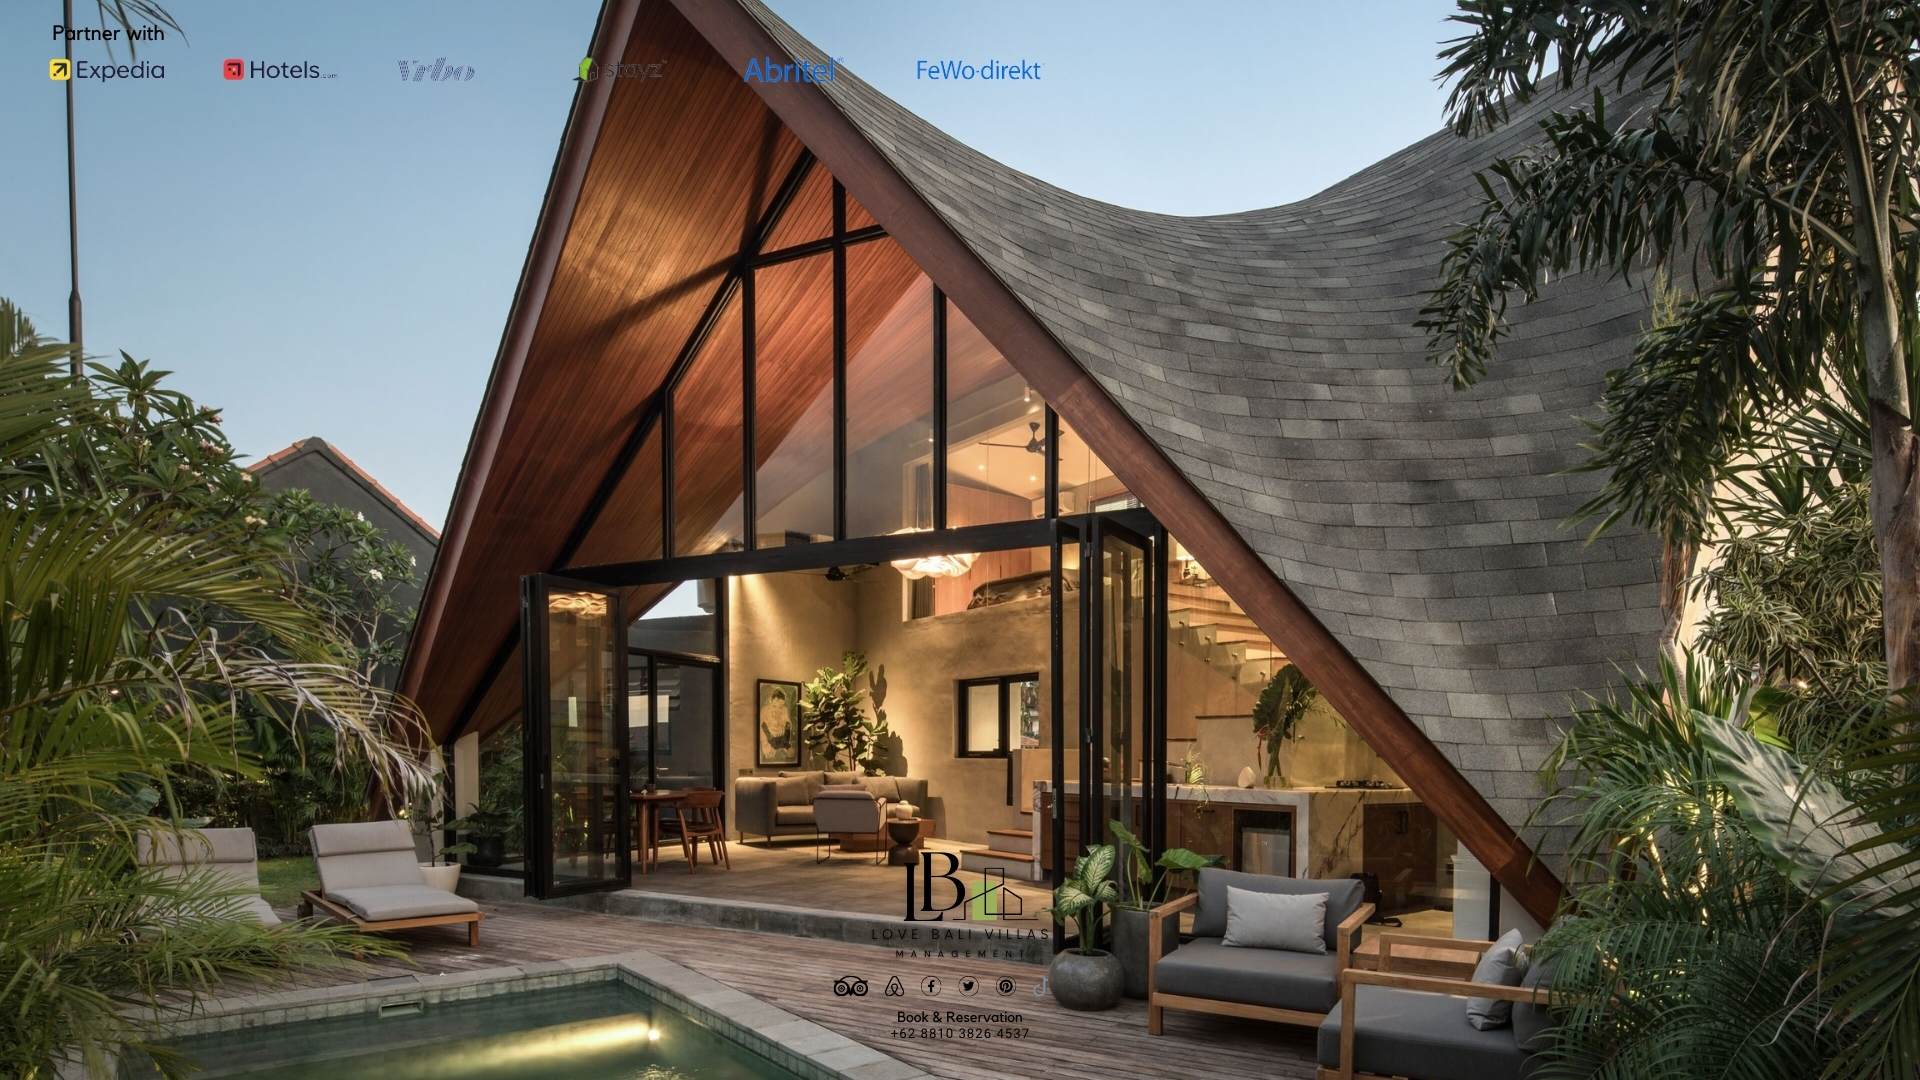 Partner with
Expedia
Hotels.com
Vrbo
stayz
Abritel
FeWo-direkt
LB
LOVE BALI VILLAS
MANAGEMENT
Book & Reservation
+62 8810 3826 4537